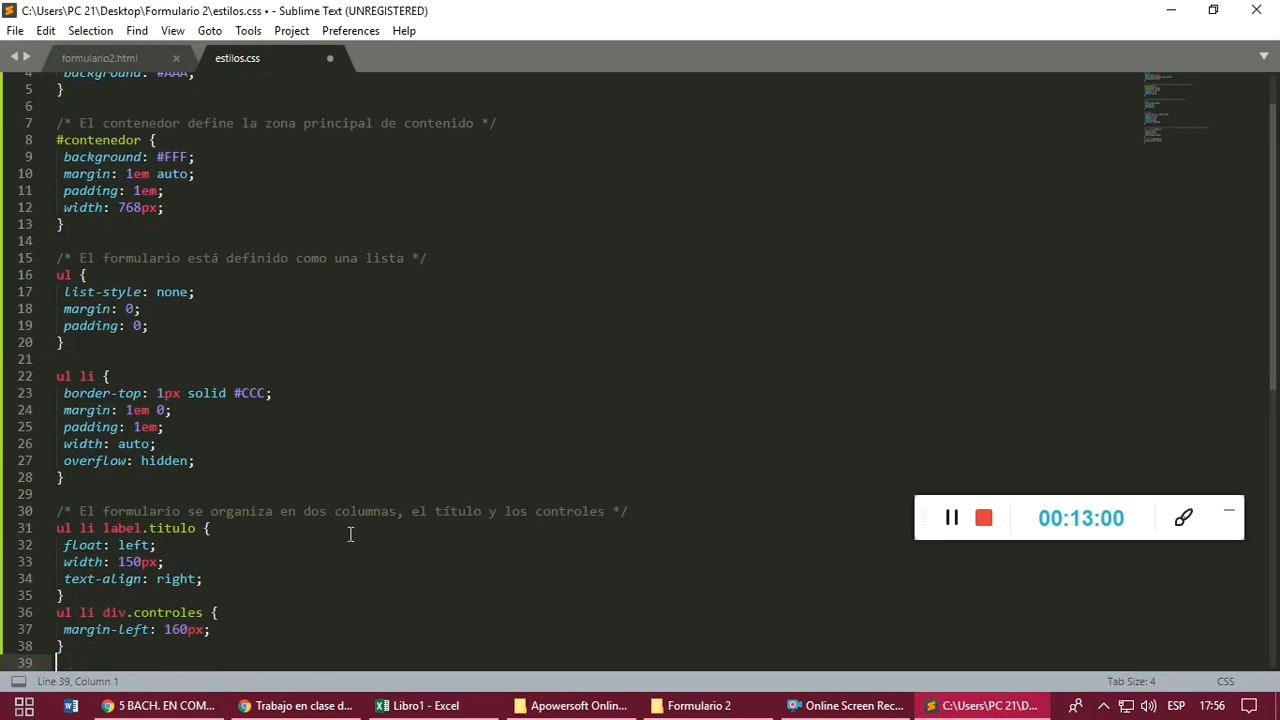 C:\Users\PC 21\Desktop\Formulario 2\estilos.css • - Sublime Text (UNREGISTERED)
File Edit Selection Find View Goto Tools Project Preferences Help
formulario2.html estilos.css
4 background: #AAA;
5 }
6
7 /* El contenedor define la zona principal de contenido */
8 #contenedor {
9 background: #FFF;
10 margin: 1em auto;
11 padding: 1em;
12 width: 768px;
13 }
14
15 /* El formulario está definido como una lista */
16 ul {
17 list-style: none;
18 margin: 0;
19 padding: 0;
20 }
21
22 ul li {
23 border-top: 1px solid #CCC;
24 margin: 1em 0;
25 padding: 1em;
26 width: auto;
27 overflow: hidden;
28 }
29
30 /* El formulario se organiza en dos columnas, el título y los controles */
31 ul li label.titulo {
32 float: left;
33 width: 150px;
34 text-align: right;
35 }
36 ul li div.controles {
37 margin-left: 160px;
38 }
39
00:13:00
Line 39, Column 1 Tab Size: 4 CSS
5 BACH. EN COM... Trabajo en clase d... Libro1 - Excel Apowersoft Onlin... Formulario 2 Online Screen Rec... C:\Users\PC 21\D... ESP 17:56